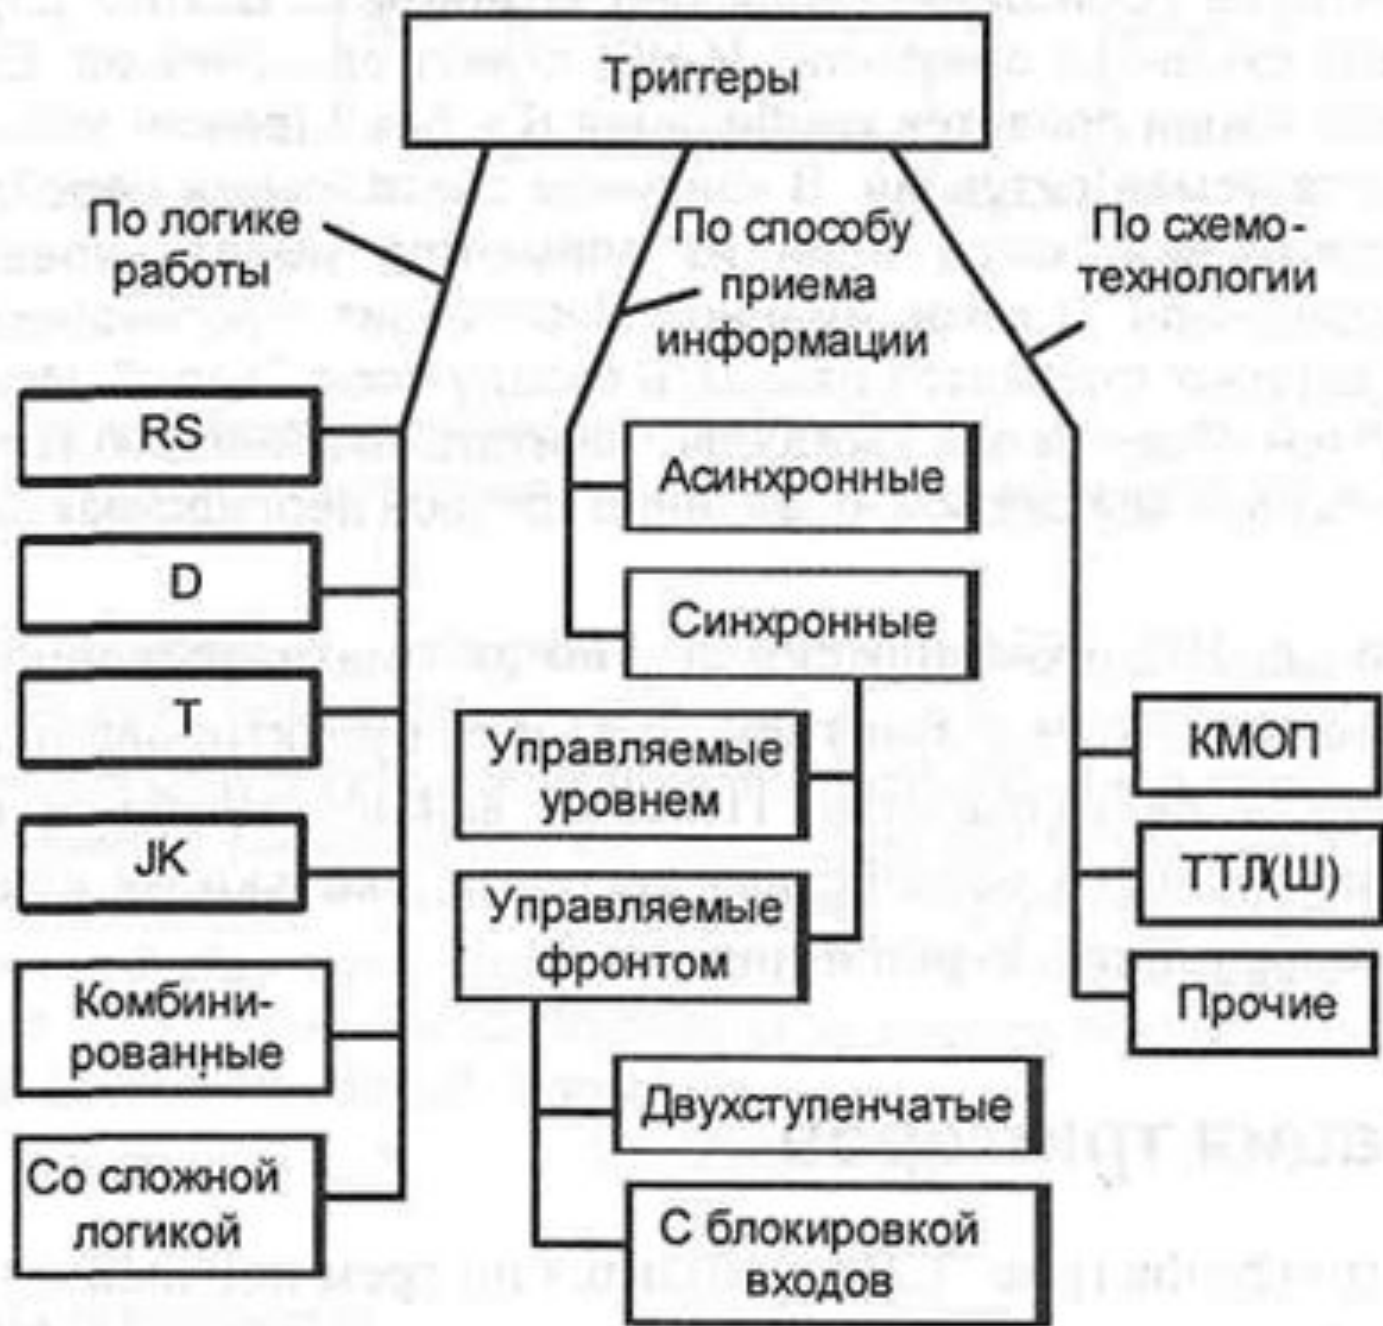 Триггеры
По логике
работы
По способу
приема
информации
По схемо-
технологии
RS
D
T
JK
Комбини-
рованные
Со сложной
логикой
Асинхронные
Синхронные
Управляемые
уровнем
Управляемые
фронтом
Двухступенчатые
С блокировкой
входов
КМОП
ТТЛ(Ш)
Прочие